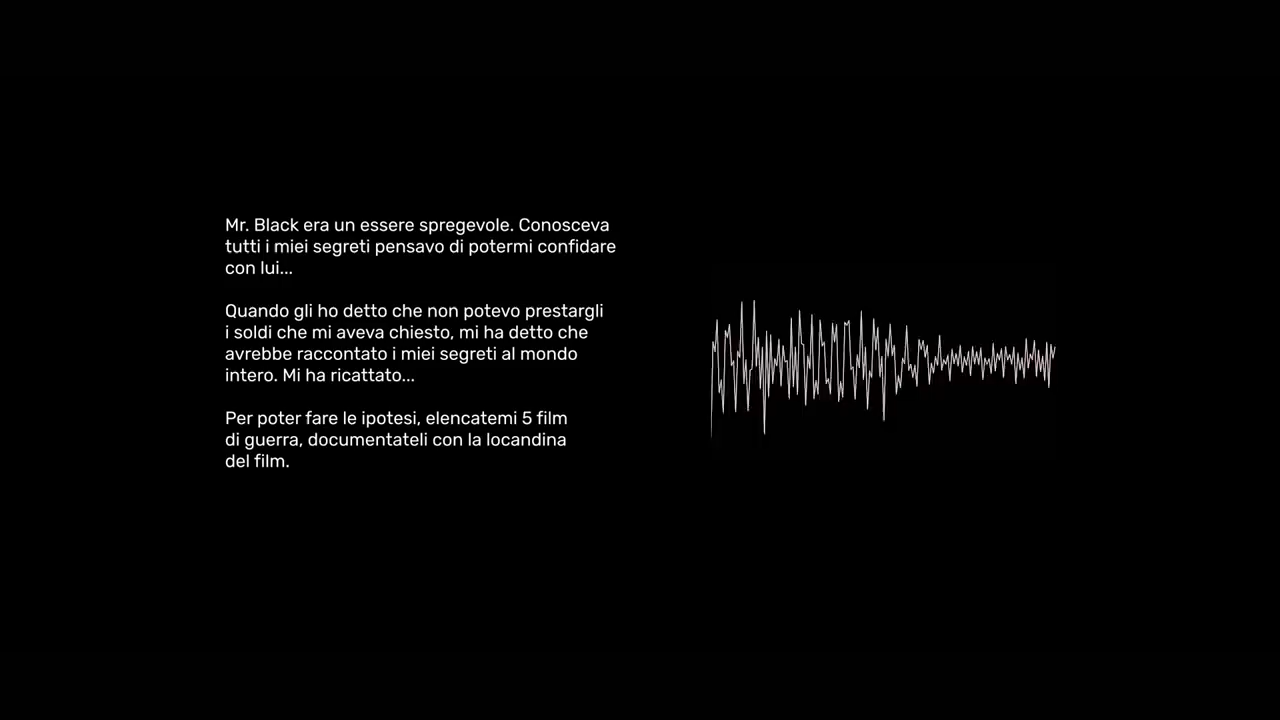 Mr. Black era un essere spregevole. Conosceva
tutti i miei segreti pensavo di potermi confidare
con lui...
Quando gli ho detto che non potevo prestargli
i soldi che mi aveva chiesto, mi ha detto che
avrebbe raccontato i miei segreti al mondo
intero. Mi ha ricattato...
Per poter fare le ipotesi, elencatemi 5 film
di guerra, documentateli con la locandina
del film.